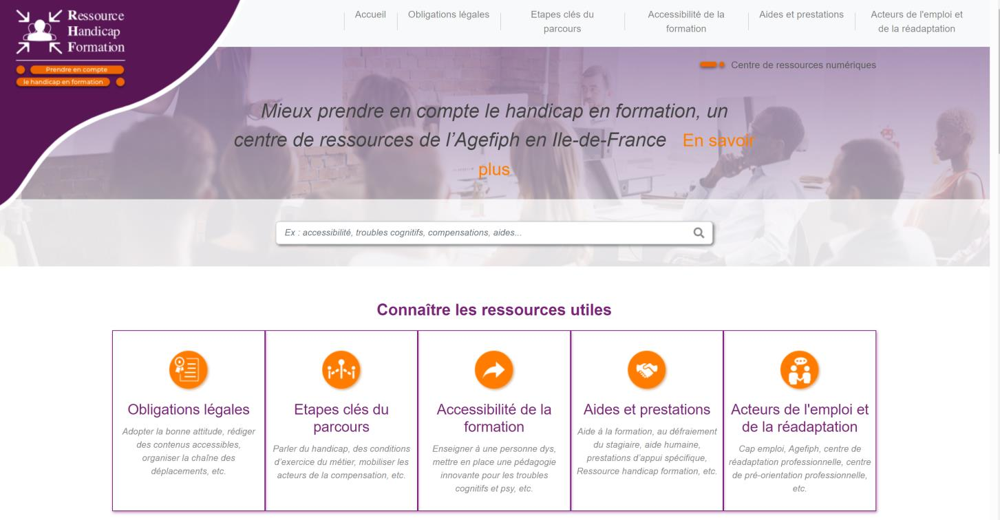 Ressource
Handicap
Formation
Prendre en compte
le handicap en formation
Accueil
Obligations légales
Etapes clés du
parcours
Accessibilité de la
formation
Aides et prestations
Acteurs de l'emploi et
de la réadaptation
Centre de ressources numériques
Mieux prendre en compte le handicap en formation, un
centre de ressources de l’Agefiph en Ile-de-France En savoir
plus
Ex : accessibilité, troubles cognitifs, compensations, aides...
Connaître les ressources utiles
Obligations légales
Adopter la bonne attitude, rédiger
des contenus accessibles,
organiser la chaîne des
déplacements, etc.
Etapes clés du
parcours
Parler du handicap, des conditions
d’exercice du métier, mobiliser les
acteurs de la compensation, etc.
Accessibilité de la
formation
Enseigner à une personne dys,
mettre en place une pédagogie
innovante pour les troubles
cognitifs et psy, etc.
Aides et prestations
Aide à la formation, au défraiement
du stagiaire, aide humaine,
prestations d’appui spécifique,
Ressource handicap formation, etc.
Acteurs de l'emploi et
de la réadaptation
Cap emploi, Agefiph, centre de
réadaptation professionnelle, centre
de pré-orientation professionnelle,
etc.